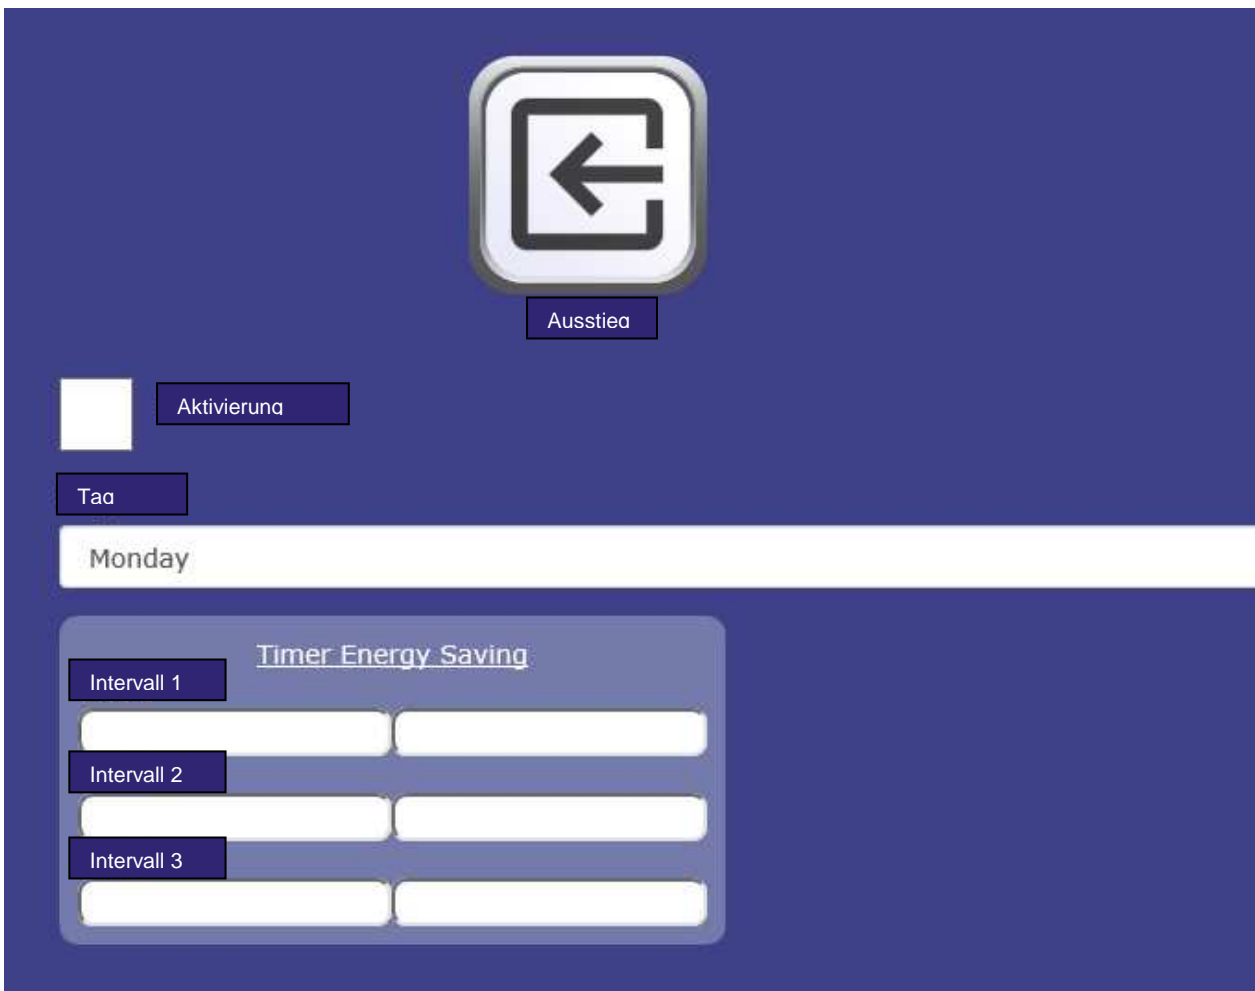 Ausstieg
Aktivierung
Tag
Monday
Timer Energy Saving
Intervall 1
Intervall 2
Intervall 3